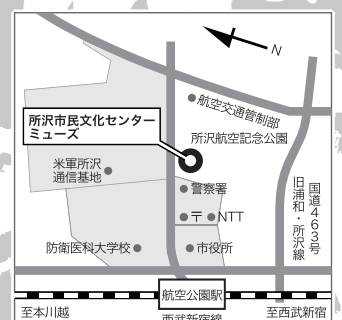 N
航空交通管制部
所沢市民文化センター
ミューズ
所沢航空記念公園
米軍所沢
通信基地
警察署
〒 NTT
国道463号
旧浦和・所沢線
防衛医科大学校
市役所
航空公園駅
至本川越
西武新宿線
至西武新宿